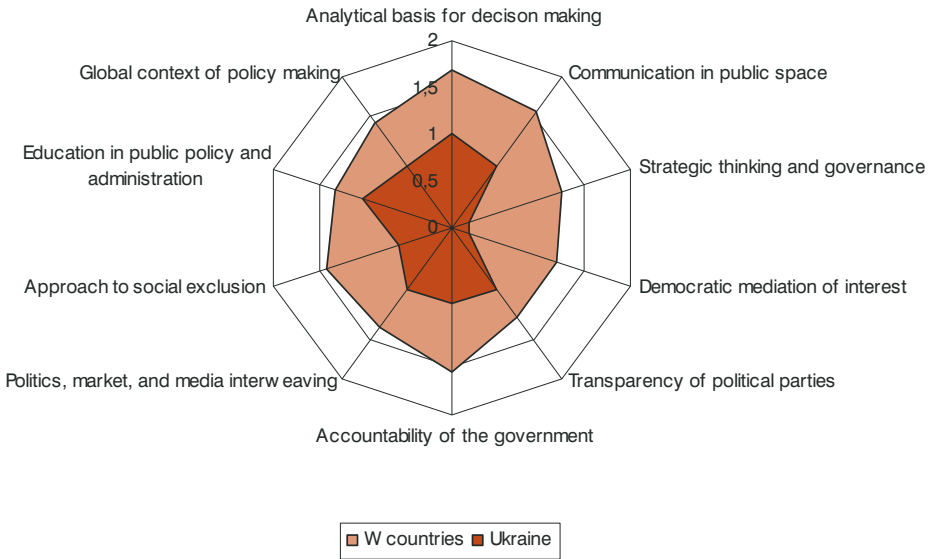 Analytical basis for decison making
2
Global context of policy making
Communication in public space
1,5
1
Education in public policy and
administration
Strategic thinking and governance
0,5
0
Approach to social exclusion
Democratic mediation of interest
Politics, market, and media interw eaving
Transparency of political parties
Accountability of the government
W countries
Ukraine